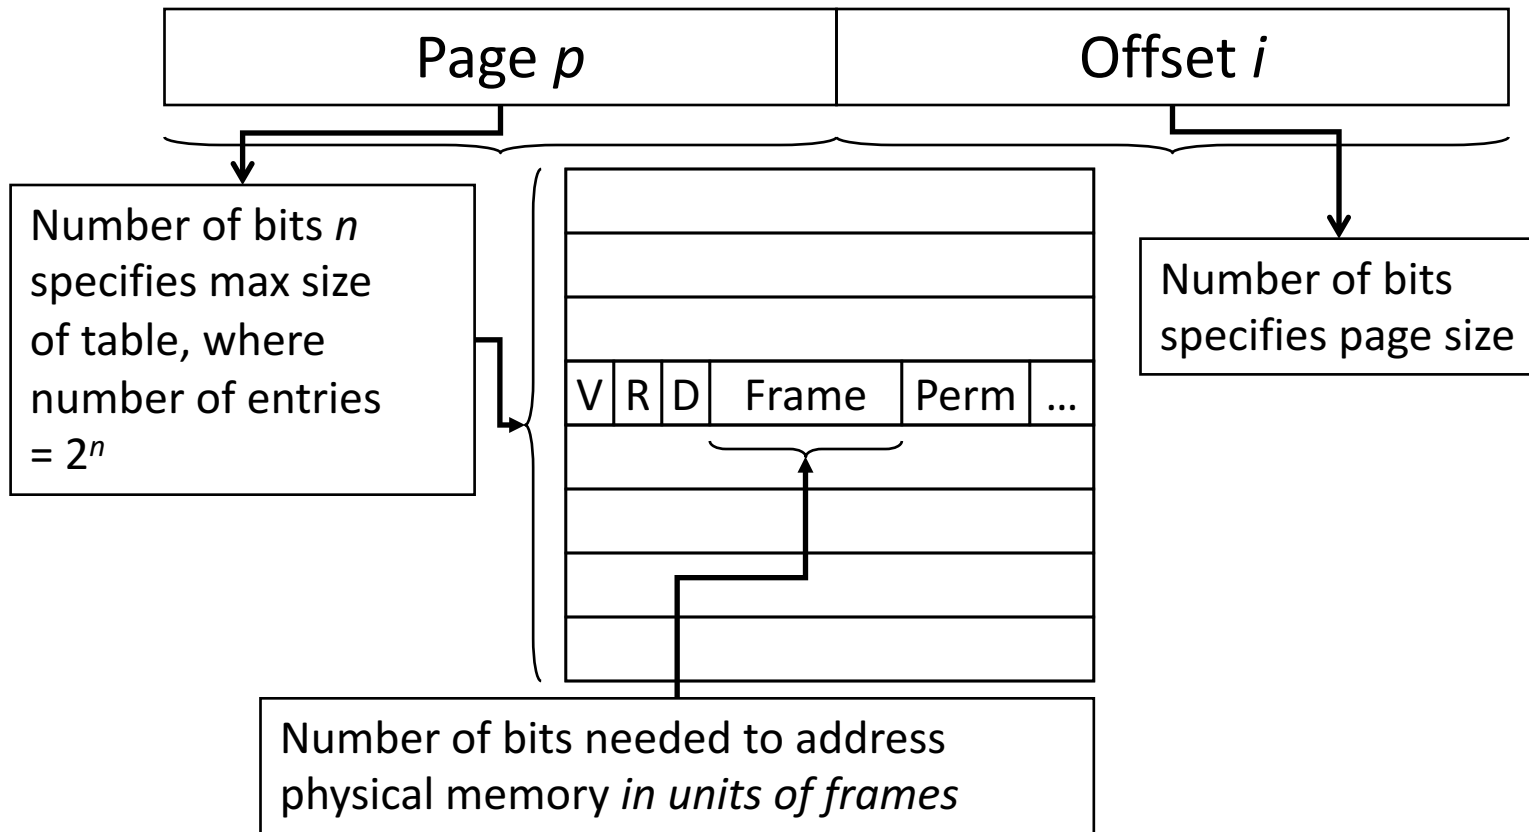 Page p
Offset i
Number of bits n
specifies max size
of table, where
number of entries
= 2ⁿ
Number of bits
specifies page size
V R D Frame Perm ...
Number of bits needed to address
physical memory in units of frames